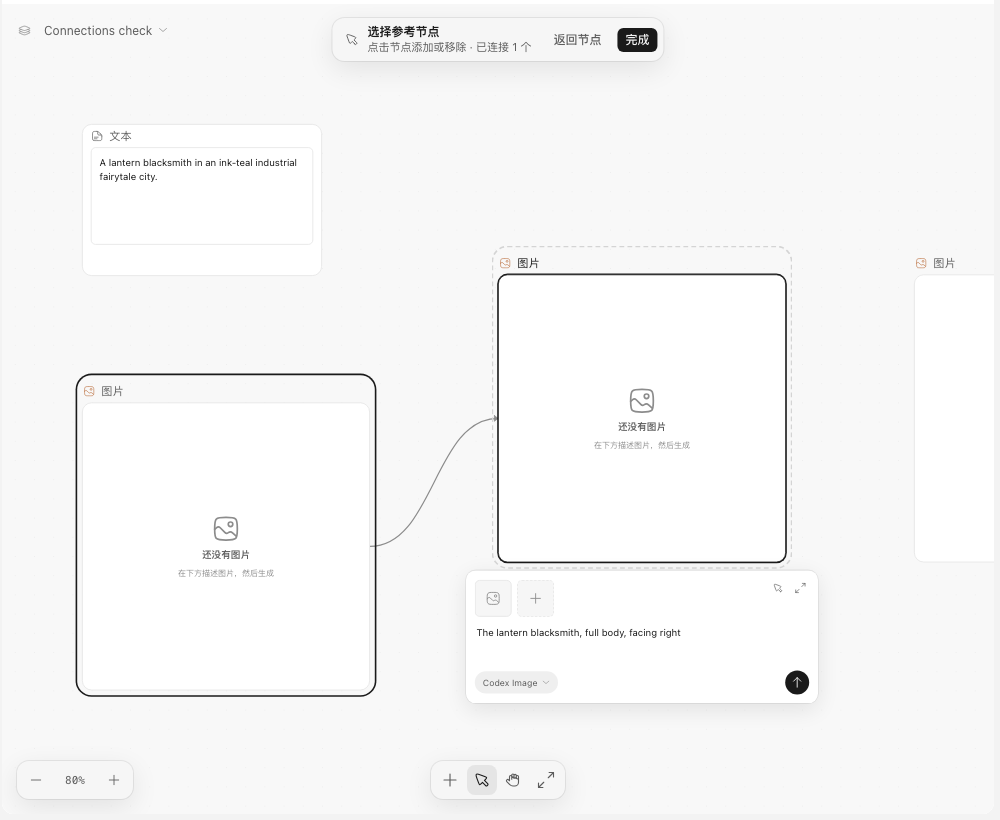 Connections check
选择参考节点
点击节点添加或移除 · 已连接 1 个
返回节点
完成
文本
A lantern blacksmith in an ink-teal industrial
fairytale city.
图片
还没有图片
在下方描述图片，然后生成
图片
图片
还没有图片
在下方描述图片，然后生成
The lantern blacksmith, full body, facing right
Codex Image
80%